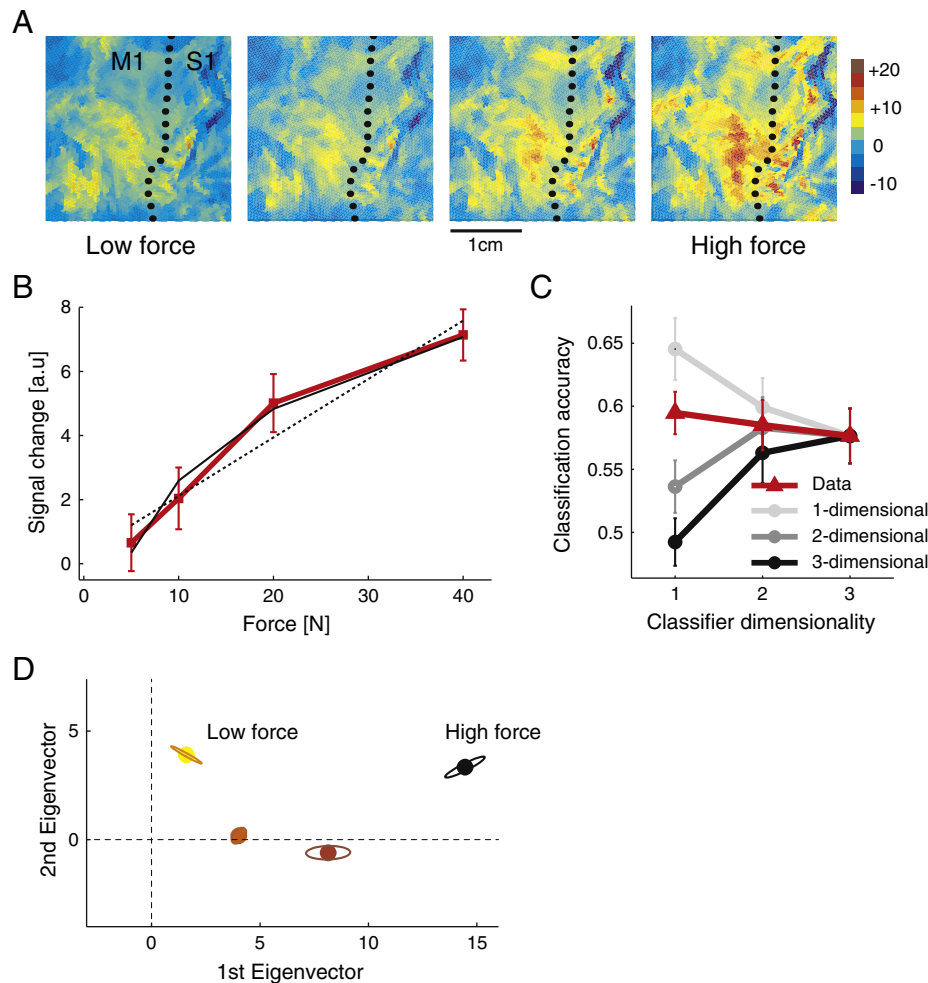 A
M1 S1
+20
+10
0
-10
Low force
High force
1cm
B
8
6
4
2
0
Signal change [a.u]
0 10 20 30 40
Force [N]
C
0.65
0.6
0.55
0.5
Classification accuracy
Data
1-dimensional
2-dimensional
3-dimensional
1 2 3
Classifier dimensionality
D
5
0
2nd Eigenvector
Low force
High force
0 5 10 15
1st Eigenvector